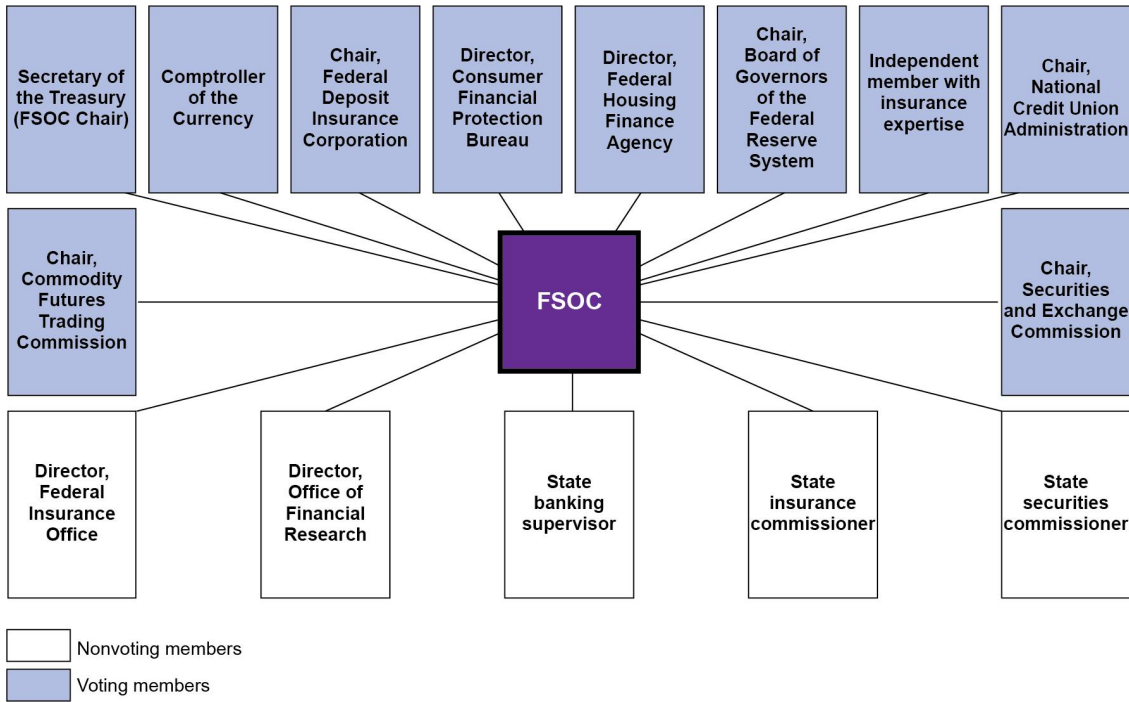 Secretary of
the Treasury
(FSOC Chair)
Comptroller
of the
Currency
Chair,
Federal
Deposit
Insurance
Corporation
Director,
Consumer
Financial
Protection
Bureau
Director,
Federal
Housing
Finance
Agency
Chair,
Board of
Governors
of the
Federal
Reserve
System
Independent
member with
insurance
expertise
Chair,
National
Credit Union
Administration
Chair,
Commodity
Futures
Trading
Commission
FSOC
Chair,
Securities
and Exchange
Commission
Director,
Federal
Insurance
Office
Director,
Office of
Financial
Research
State
banking
supervisor
State
insurance
commissioner
State
securities
commissioner
Nonvoting members
Voting members